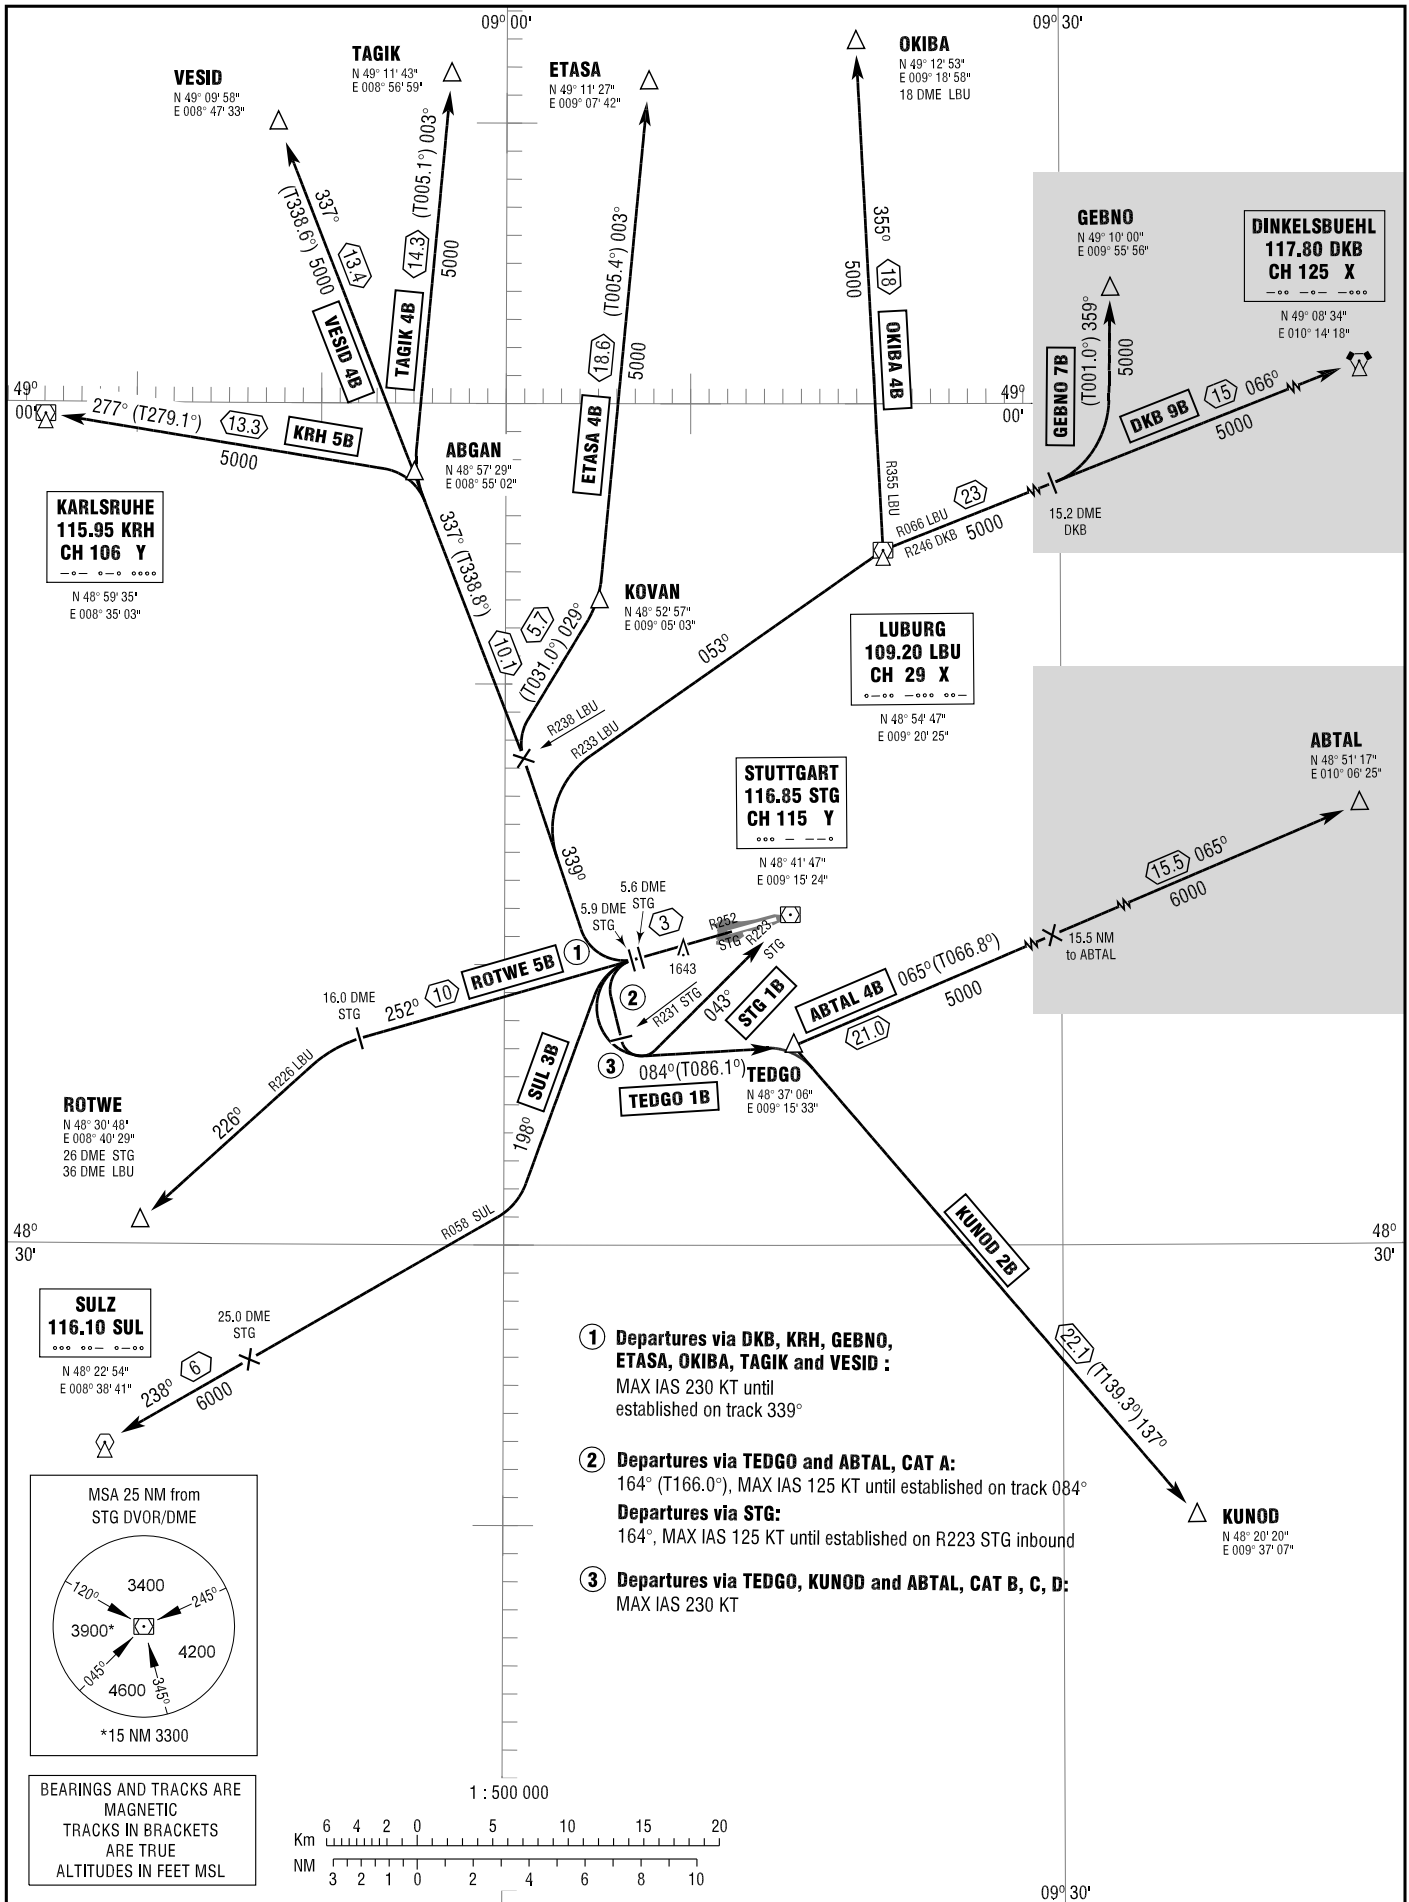 09° 00'
09° 30'
VESID
N 49° 09' 58"
E 008° 47' 33"
TAGIK
N 49° 11' 43"
E 008° 56' 59"
ETASA
N 49° 11' 27"
E 009° 07' 42"
OKIBA
N 49° 12' 53"
E 009° 18' 58"
18 DME LBU
GEBNO
N 49° 10' 00"
E 009° 55' 56"
DINKELSBUEHL
117.80 DKB
CH 125 X
N 49° 08' 34"
E 010° 14' 18"
337°
(T338.6°) 5000
13.4
VESID 4B
(T005.1°) 003°
14.3
5000
TAGIK 4B
(T005.4°) 003°
18.6
5000
ETASA 4B
355°
5000
18
OKIBA 4B
R355 LBU
(T001.0°) 359°
5000
GEBNO 7B
DKB 9B
15
066°
5000
49°
00'
49°
00'
277° (T279.1°)
13.3
KRH 5B
5000
ABGAN
N 48° 57' 29"
E 008° 55' 02"
KARLSRUHE
115.95 KRH
CH 106 Y
N 48° 59' 35"
E 008° 35' 03"
R066 LBU
23
R246 DKB
5000
15.2 DME
DKB
337° (T338.8°)
10.1
5.7
(T031.0°) 029°
KOVAN
N 48° 52' 57"
E 009° 05' 03"
053°
LUBURG
109.20 LBU
CH 29 X
N 48° 54' 47"
E 009° 20' 25"
R238 LBU
R233 LBU
STUTTGART
116.85 STG
CH 115 Y
N 48° 41' 47"
E 009° 15' 24"
ABTAL
N 48° 51' 17"
E 010° 06' 25"
339°
5.6 DME
STG
5.9 DME
STG
3
R252
STG
R223
STG
1643
15.5
065°
6000
15.5 NM
to ABTAL
1
ROTWE 5B
10
252°
16.0 DME
STG
2
R231 STG
043°
STG 1B
ABTAL 4B
065° (T066.8°)
21.0
5000
3
084°(T086.1°)
TEDGO 1B
TEDGO
N 48° 37' 06"
E 009° 15' 33"
SUL 3B
198°
R226 LBU
226°
ROTWE
N 48° 30' 48"
E 008° 40' 29"
26 DME STG
36 DME LBU
R058 SUL
48°
30'
48°
30'
KUNOD 2B
22.1
(T139.3°) 137°
SULZ
116.10 SUL
N 48° 22' 54"
E 008° 38' 41"
25.0 DME
STG
238°
6
6000
1 Departures via DKB, KRH, GEBNO,
ETASA, OKIBA, TAGIK and VESID :
MAX IAS 230 KT until
established on track 339°
2 Departures via TEDGO and ABTAL, CAT A:
164° (T166.0°), MAX IAS 125 KT until established on track 084°
Departures via STG:
164°, MAX IAS 125 KT until established on R223 STG inbound
3 Departures via TEDGO, KUNOD and ABTAL, CAT B, C, D:
MAX IAS 230 KT
KUNOD
N 48° 20' 20"
E 009° 37' 07"
MSA 25 NM from
STG DVOR/DME
120°
3400
245°
3900*
4200
045°
4600
345°
*15 NM 3300
BEARINGS AND TRACKS ARE
MAGNETIC
TRACKS IN BRACKETS
ARE TRUE
ALTITUDES IN FEET MSL
1 : 500 000
Km 6 4 2 0 5 10 15 20
NM 3 2 1 0 2 4 6 8 10
09° 30'